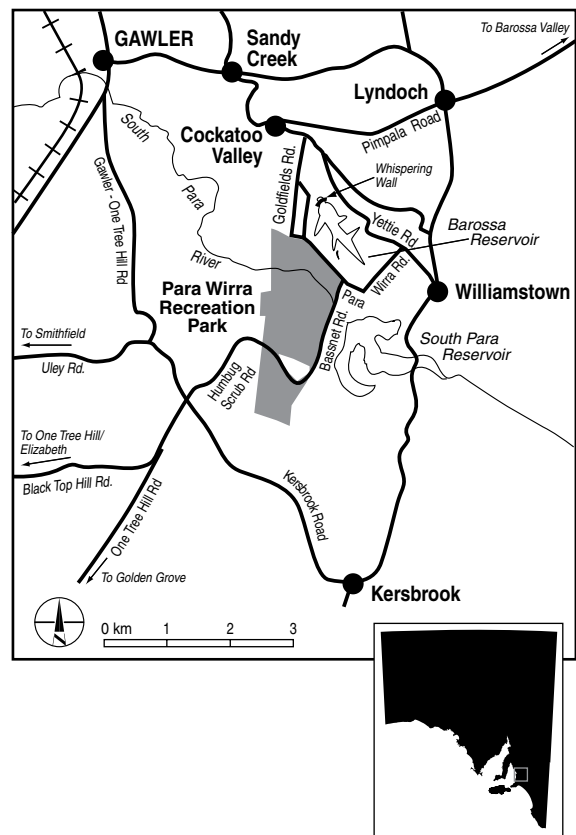 To Barossa Valley
GAWLER
Sandy
Creek
Lyndoch
Pimpala Road
South
Para
River
Cockatoo
Valley
Goldfields Rd.
Whispering
Wall
Yettie Rd.
Barossa
Reservoir
Gawler - One Tree Hill Rd
Para
Wirra Rd.
Williamstown
Para Wirra
Recreation
Park
Bassnet Rd.
South Para
Reservoir
To Smithfield
Uley Rd.
Humbug
Scrub Rd
To One Tree Hill/
Elizabeth
Black Top Hill Rd.
One Tree Hill Rd
Kersbrook Road
To Golden Grove
Kersbrook
N
0 km 1 2 3